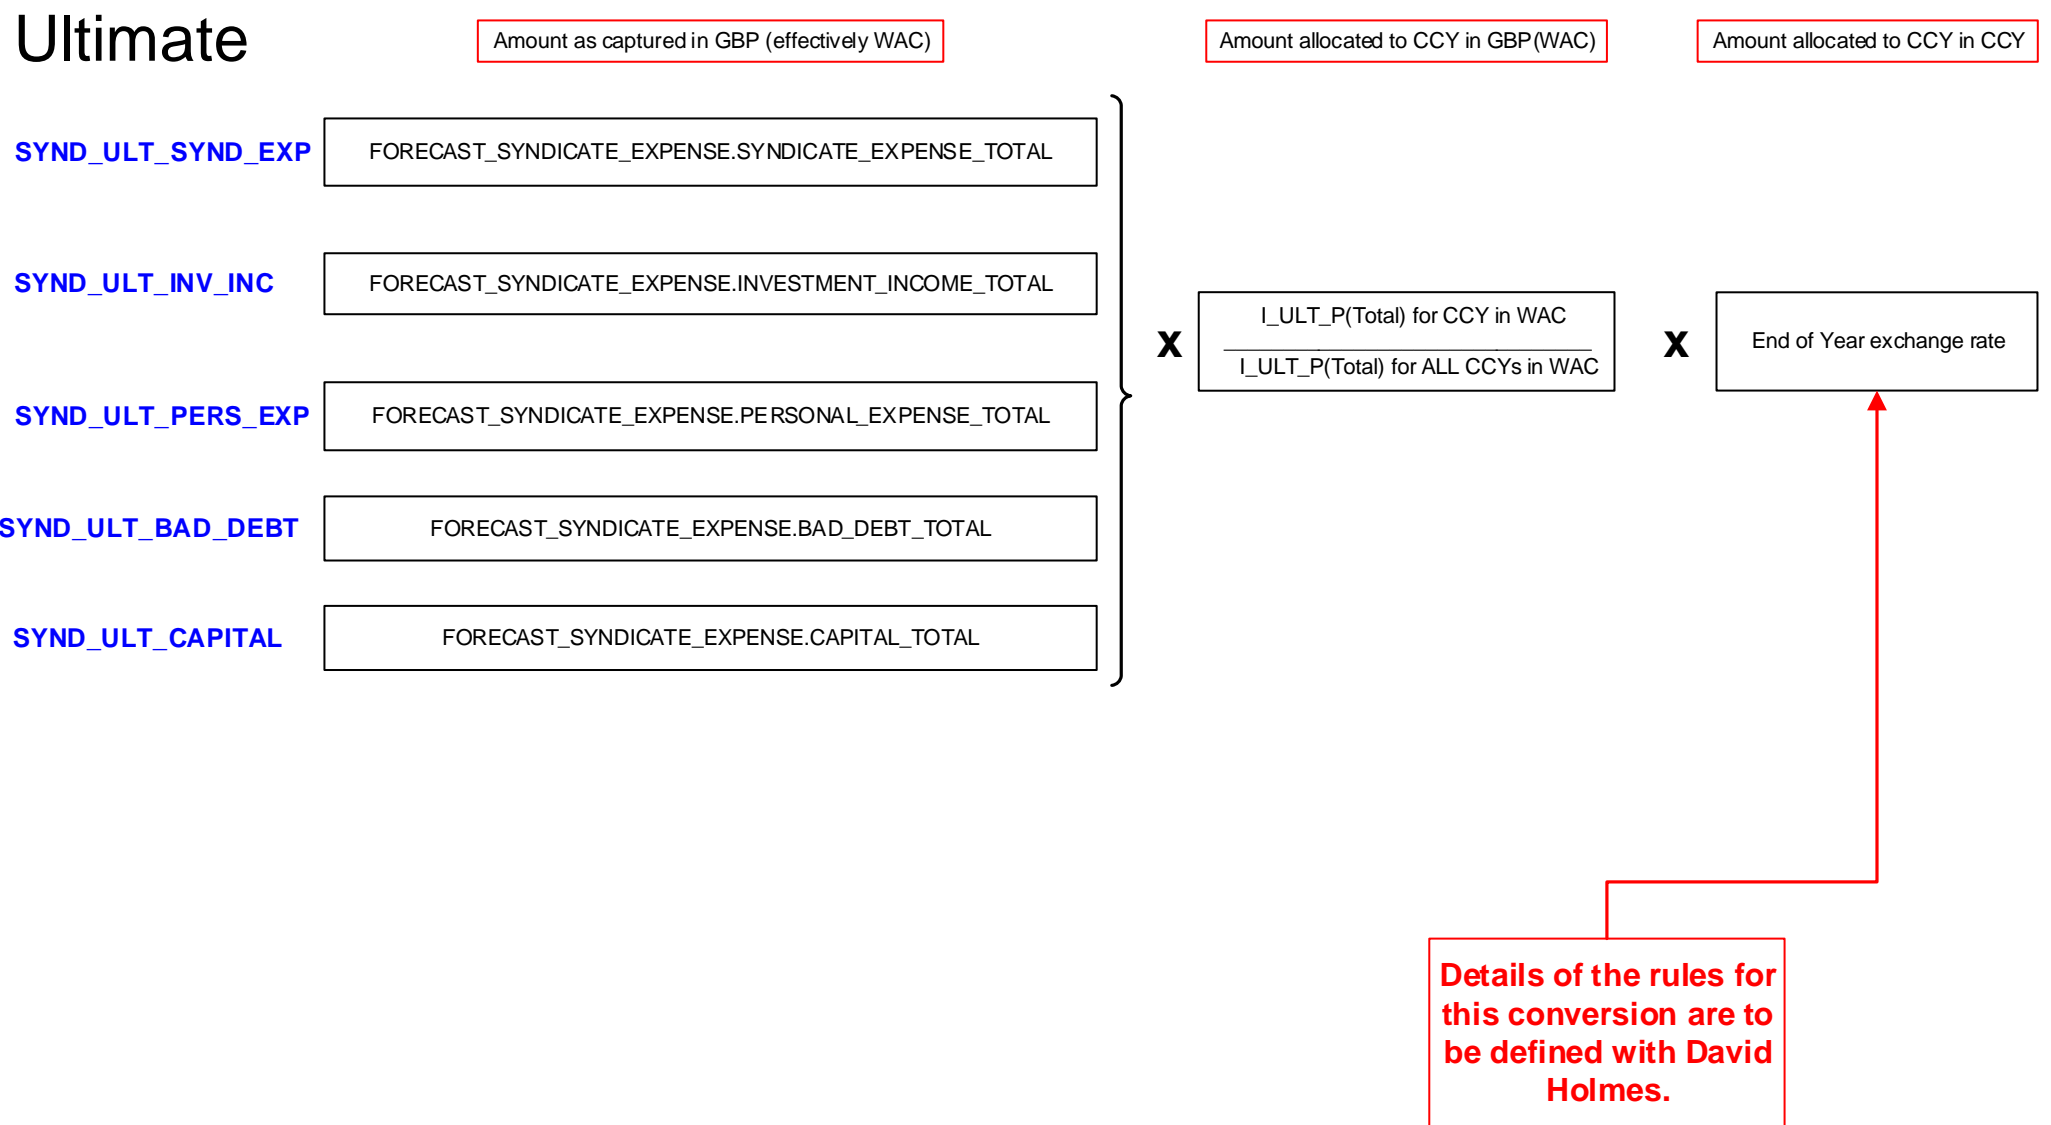 Ultimate
Amount as captured in GBP (effectively WAC)
Amount allocated to CCY in GBP(WAC)
Amount allocated to CCY in CCY
SYND_ULT_SYND_EXP
FORECAST_SYNDICATE_EXPENSE.SYNDICATE_EXPENSE_TOTAL
SYND_ULT_INV_INC
FORECAST_SYNDICATE_EXPENSE.INVESTMENT_INCOME_TOTAL
SYND_ULT_PERS_EXP
FORECAST_SYNDICATE_EXPENSE.PERSONAL_EXPENSE_TOTAL
SYND_ULT_BAD_DEBT
FORECAST_SYNDICATE_EXPENSE.BAD_DEBT_TOTAL
SYND_ULT_CAPITAL
FORECAST_SYNDICATE_EXPENSE.CAPITAL_TOTAL
x
I_ULT_P(Total) for CCY in WAC
I_ULT_P(Total) for ALL CCYs in WAC
x
End of Year exchange rate
Details of the rules for
this conversion are to
be defined with David
Holmes.